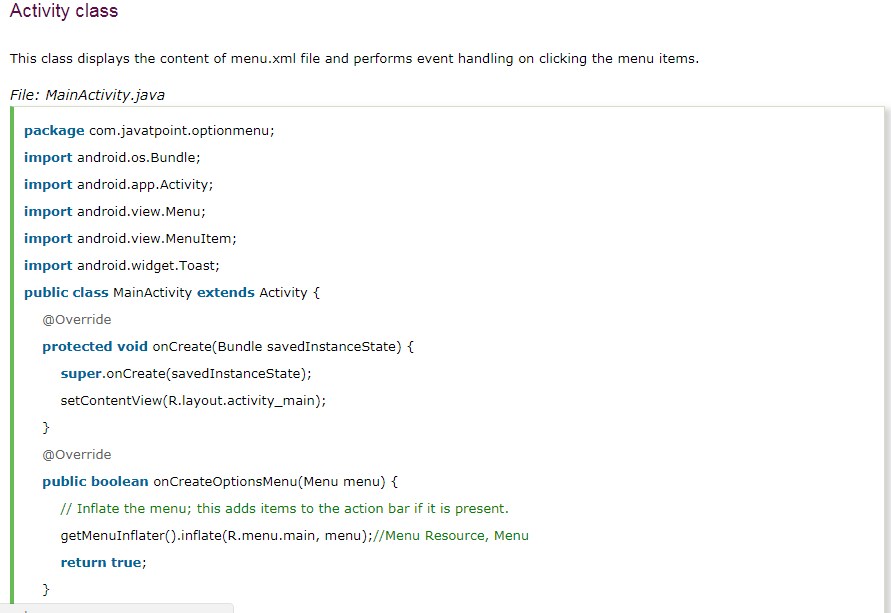 Activity class
This class displays the content of menu.xml file and performs event handling on clicking the menu items.
File: MainActivity.java
package com.javatpoint.optionmenu;
import android.os.Bundle;
import android.app.Activity;
import android.view.Menu;
import android.view.MenuItem;
import android.widget.Toast;
public class MainActivity extends Activity {
@Override
protected void onCreate(Bundle savedInstanceState) {
super.onCreate(savedInstanceState);
setContentView(R.layout.activity_main);
}
@Override
public boolean onCreateOptionsMenu(Menu menu) {
// Inflate the menu; this adds items to the action bar if it is present.
getMenuInflater().inflate(R.menu.main, menu);//Menu Resource, Menu
return true;
}